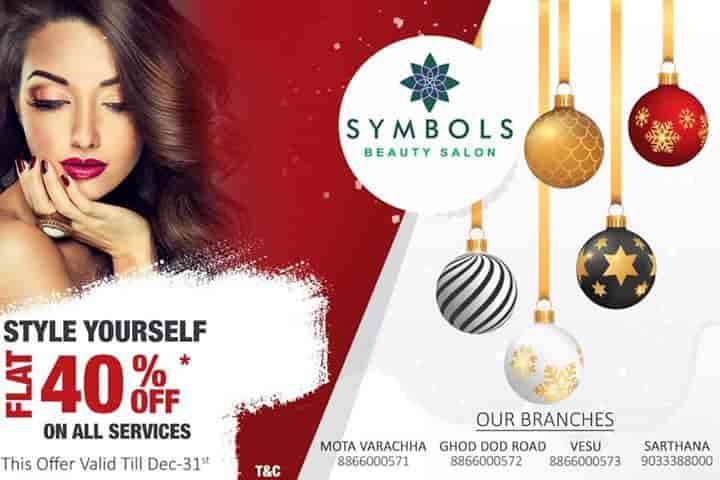 SYMBOLS
BEAUTY SALON
STYLE YOURSELF
FLAT 40% OFF*
ON ALL SERVICES
This Offer Valid Till Dec-31st
T&C
OUR BRANCHES
MOTA VARACHHA GHOD DOD ROAD VESU SARTHANA
8866000571 8866000572 8866000573 9033388000